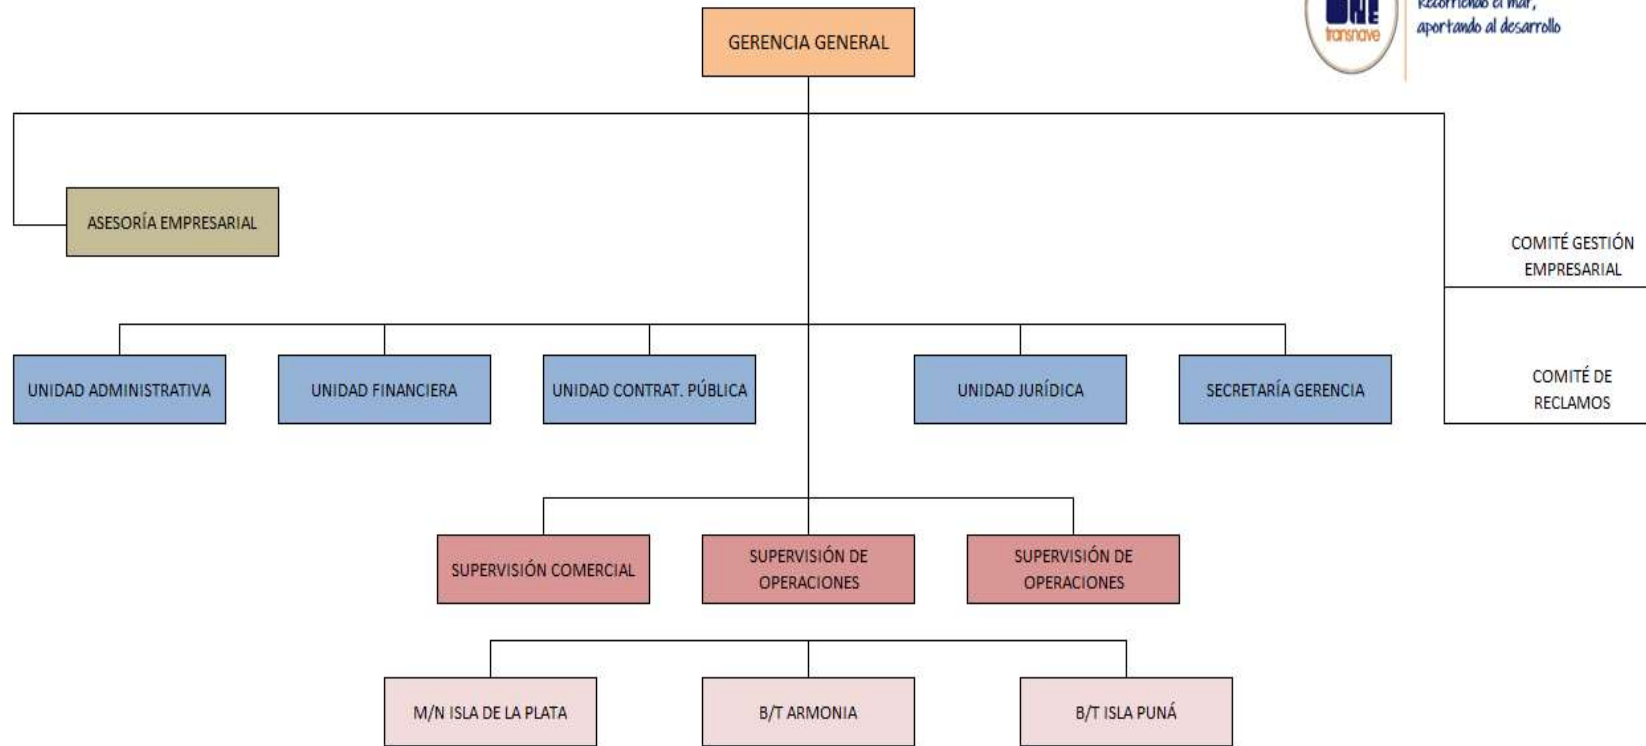 GERENCIA GENERAL
UNE
transnave
Recorriendo el mar,
aportando al desarrollo
ASESORÍA EMPRESARIAL
COMITÉ GESTIÓN
EMPRESARIAL
UNIDAD ADMINISTRATIVA
UNIDAD FINANCIERA
UNIDAD CONTRAT. PÚBLICA
UNIDAD JURÍDICA
SECRETARÍA GERENCIA
COMITÉ DE
RECLAMOS
SUPERVISIÓN COMERCIAL
SUPERVISIÓN DE
OPERACIONES
SUPERVISIÓN DE
OPERACIONES
M/N ISLA DE LA PLATA
B/T ARMONIA
B/T ISLA PUNÁ